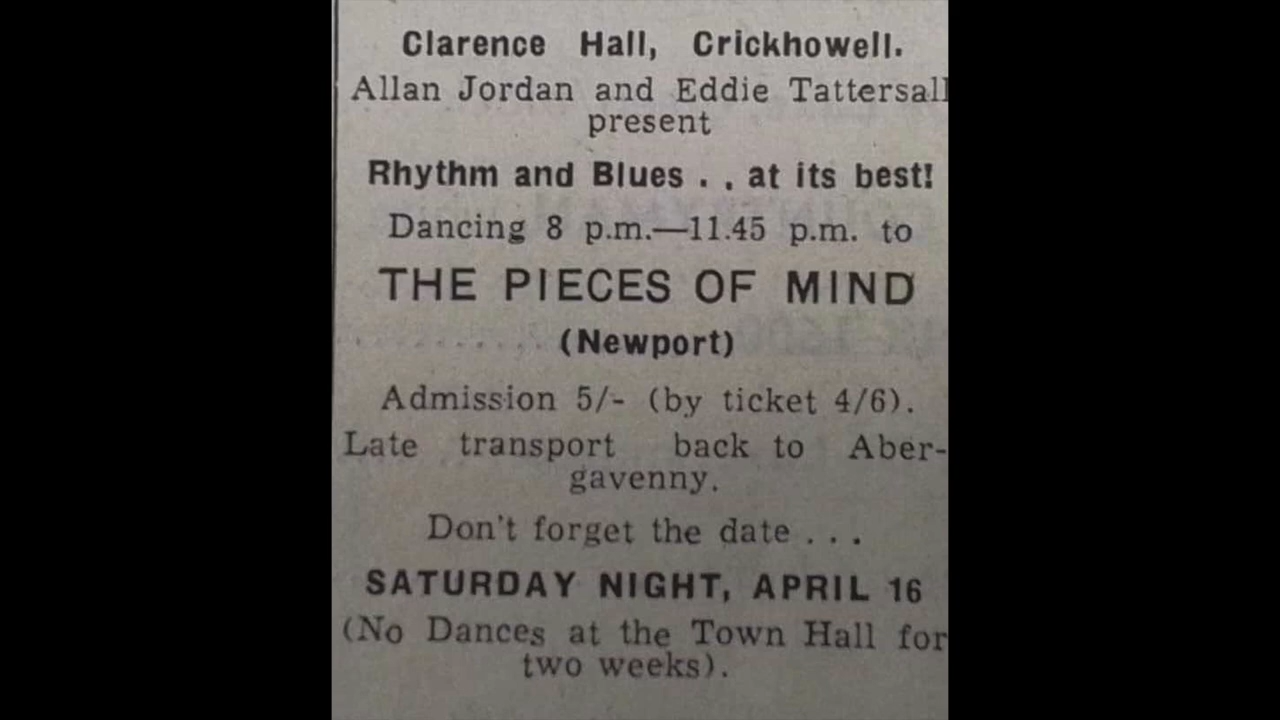 Clarence Hall, Crickhowell.
Allan Jordan and Eddie Tattersall
present
Rhythm and Blues . . at its best!
Dancing 8 p.m.—11.45 p.m. to
THE PIECES OF MIND
(Newport)
Admission 5/- (by ticket 4/6).
Late transport back to Aber-
gavenny.
Don't forget the date . . .
SATURDAY NIGHT, APRIL 16
(No Dances at the Town Hall for
two weeks).